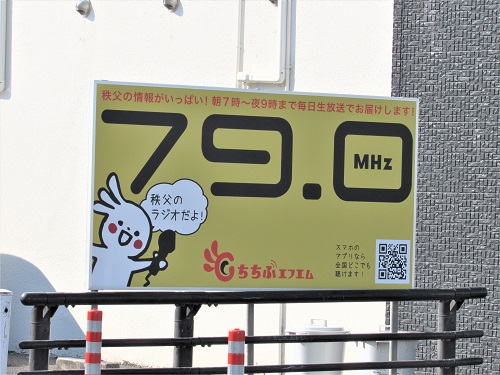 秩父の情報がいっぱい!朝7時～夜9時まで毎日生放送でお届けします!
79.0
MHz
秩父の
ラジオだよ!
ちちぶエフエム
スマホの
アプリなら
全国どこでも
聴けます!